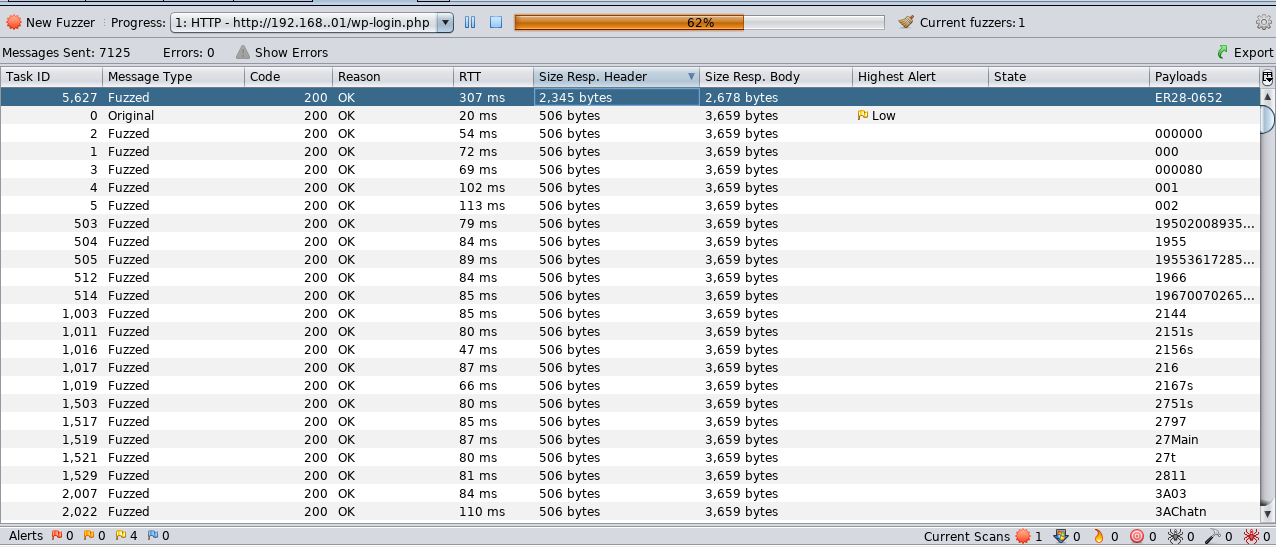 New Fuzzer Progress: 1: HTTP - http://192.168..01/wp-login.php 62% Current fuzzers: 1
Messages Sent: 7125 Errors: 0 Show Errors Export
Task ID Message Type Code Reason RTT Size Resp. Header Size Resp. Body Highest Alert State Payloads
5,627 Fuzzed 200 OK 307 ms 2,345 bytes 2,678 bytes ER28-0652
0 Original 200 OK 20 ms 506 bytes 3,659 bytes Low
2 Fuzzed 200 OK 54 ms 506 bytes 3,659 bytes 000000
1 Fuzzed 200 OK 72 ms 506 bytes 3,659 bytes 000
3 Fuzzed 200 OK 69 ms 506 bytes 3,659 bytes 000080
4 Fuzzed 200 OK 102 ms 506 bytes 3,659 bytes 001
5 Fuzzed 200 OK 113 ms 506 bytes 3,659 bytes 002
503 Fuzzed 200 OK 79 ms 506 bytes 3,659 bytes 19502008935...
504 Fuzzed 200 OK 84 ms 506 bytes 3,659 bytes 1955
505 Fuzzed 200 OK 89 ms 506 bytes 3,659 bytes 19553617285...
512 Fuzzed 200 OK 84 ms 506 bytes 3,659 bytes 1966
514 Fuzzed 200 OK 85 ms 506 bytes 3,659 bytes 19670070265...
1,003 Fuzzed 200 OK 85 ms 506 bytes 3,659 bytes 2144
1,011 Fuzzed 200 OK 80 ms 506 bytes 3,659 bytes 2151s
1,016 Fuzzed 200 OK 47 ms 506 bytes 3,659 bytes 2156s
1,017 Fuzzed 200 OK 87 ms 506 bytes 3,659 bytes 216
1,019 Fuzzed 200 OK 66 ms 506 bytes 3,659 bytes 2167s
1,503 Fuzzed 200 OK 80 ms 506 bytes 3,659 bytes 2751s
1,517 Fuzzed 200 OK 85 ms 506 bytes 3,659 bytes 2797
1,519 Fuzzed 200 OK 87 ms 506 bytes 3,659 bytes 27Main
1,521 Fuzzed 200 OK 80 ms 506 bytes 3,659 bytes 27t
1,529 Fuzzed 200 OK 81 ms 506 bytes 3,659 bytes 2811
2,007 Fuzzed 200 OK 84 ms 506 bytes 3,659 bytes 3A03
2,022 Fuzzed 200 OK 110 ms 506 bytes 3,659 bytes 3AChatn
Alerts 0 0 4 0 Current Scans 1 0 0 0 0 0 0